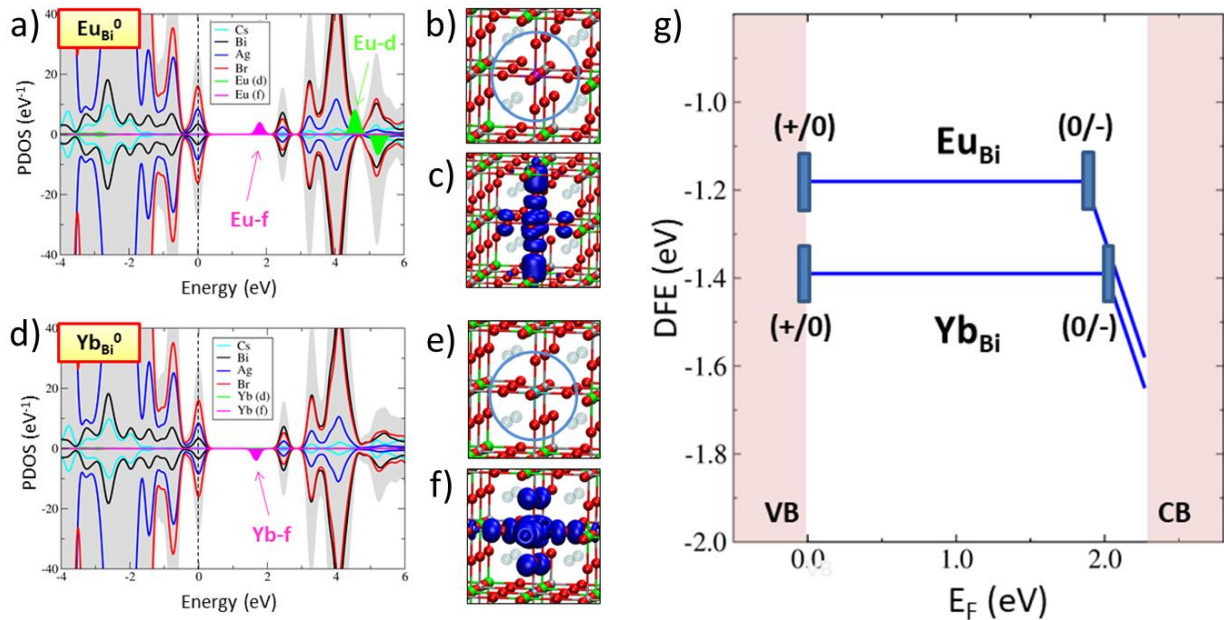 a)
Eu_Bi^0
Eu-d
Cs
Bi
Ag
Br
Eu (d)
Eu (f)
Eu-f
40
20
0
-20
-40
PDOS (eV⁻¹)
-4 -2 0 2 4 6
Energy (eV)
b)
c)
d)
Yb_Bi^0
Cs
Bi
Ag
Br
Yb (d)
Yb (f)
Yb-f
40
20
0
-20
-40
PDOS (eV⁻¹)
-4 -2 0 2 4 6
Energy (eV)
e)
f)
g)
-1.0
-1.2
-1.4
-1.6
-1.8
-2.0
DFE (eV)
(+/0) Eu_Bi (0/-)
(+/0) Yb_Bi (0/-)
VB CB
0.0 1.0 2.0
VB
E_F (eV)